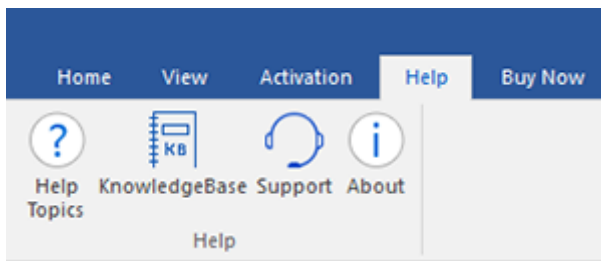 Home View Activation Help Buy Now
?
KB
i
Help Topics KnowledgeBase Support About
Help